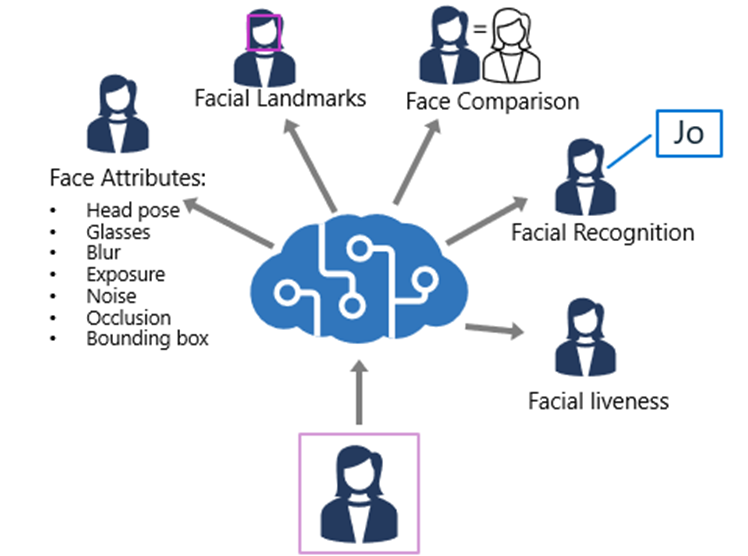 Facial Landmarks
=
Face Comparison
Jo
Facial Recognition
Face Attributes:
• Head pose
• Glasses
• Blur
• Exposure
• Noise
• Occlusion
• Bounding box
Facial liveness